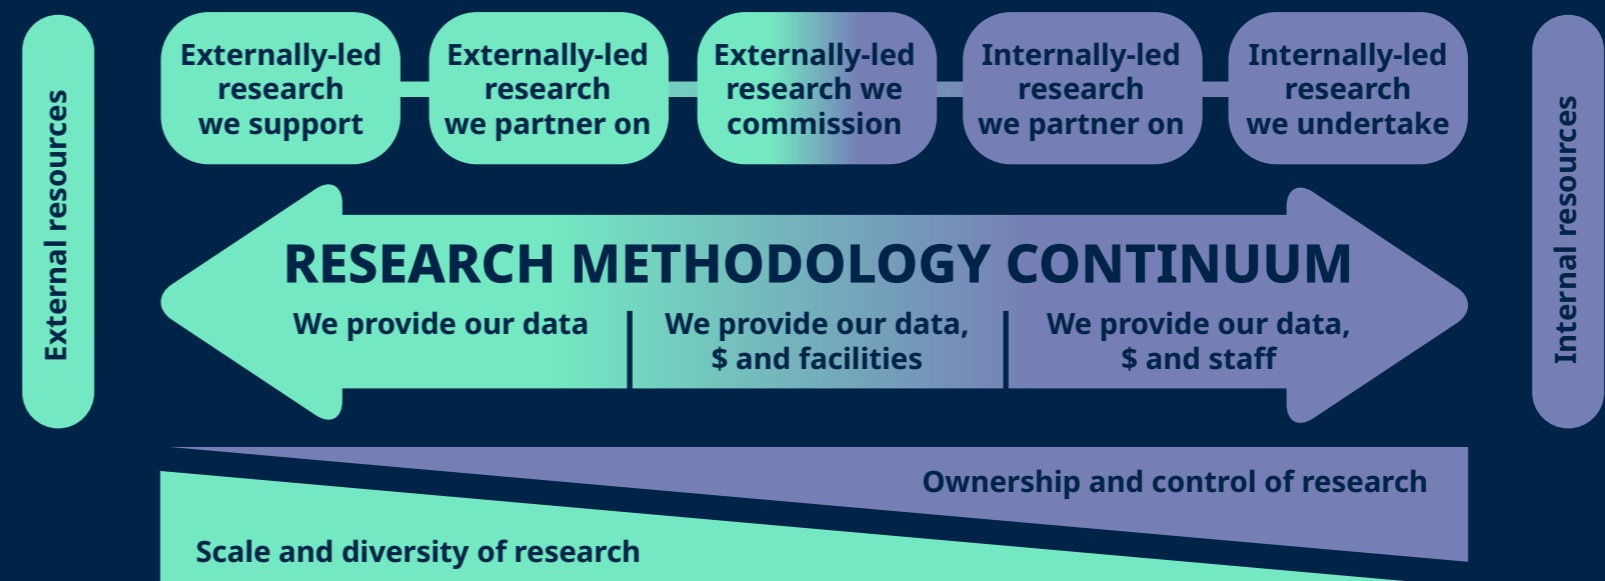 External resources
Externally-led
research
we support
Externally-led
research
we partner on
Externally-led
research we
commission
Internally-led
research
we partner on
Internally-led
research
we undertake
Internal resources
RESEARCH METHODOLOGY CONTINUUM
We provide our data
We provide our data,
$ and facilities
We provide our data,
$ and staff
Ownership and control of research
Scale and diversity of research